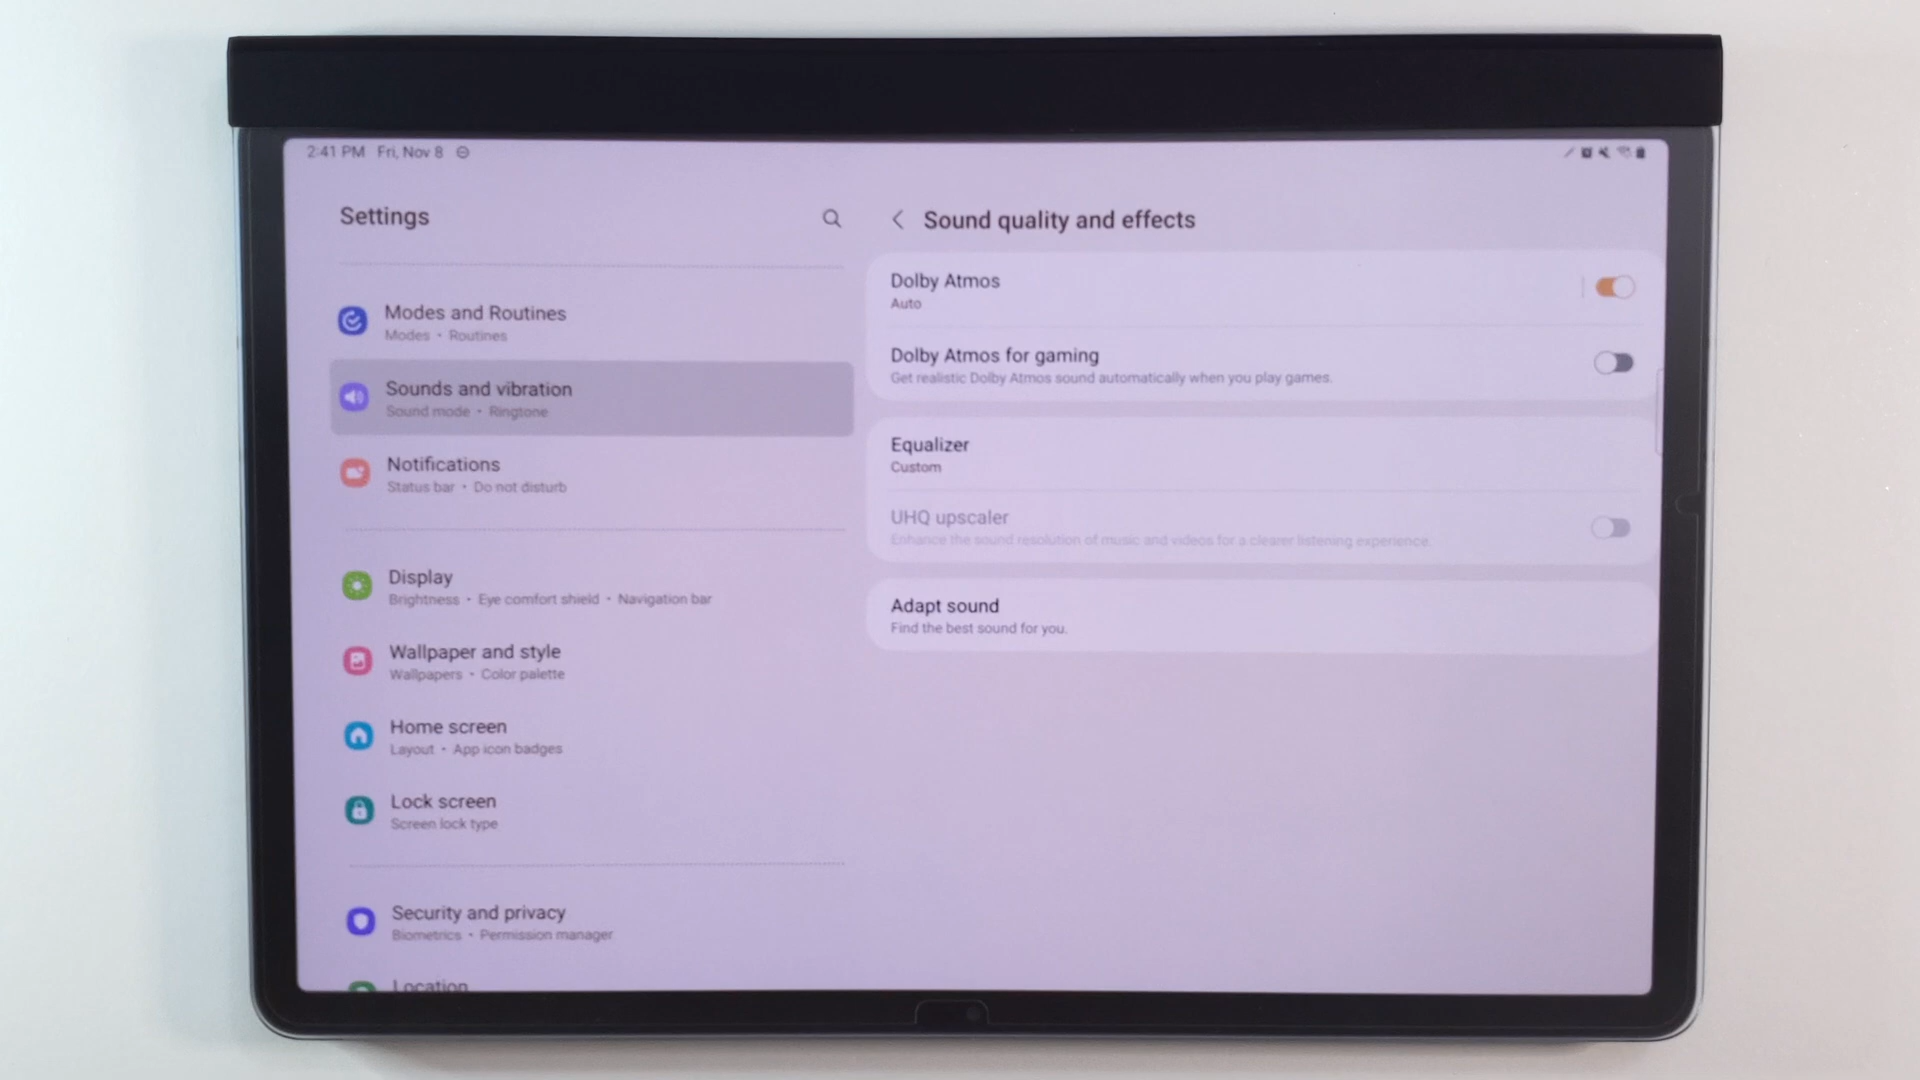 2:41 PM Fri, Nov 8
Settings
Modes and Routines
Modes • Routines
Sounds and vibration
Sound mode • Ringtone
Notifications
Status bar • Do not disturb
Display
Brightness • Eye comfort shield • Navigation bar
Wallpaper and style
Wallpapers • Color palette
Home screen
Layout • App icon badges
Lock screen
Screen lock type
Security and privacy
Biometrics • Permission manager
Location
Sound quality and effects
Dolby Atmos
Auto
Dolby Atmos for gaming
Get realistic Dolby Atmos sound automatically when you play games.
Equalizer
Custom
UHQ upscaler
Enhance the sound resolution of music and videos for a clearer listening experience.
Adapt sound
Find the best sound for you.